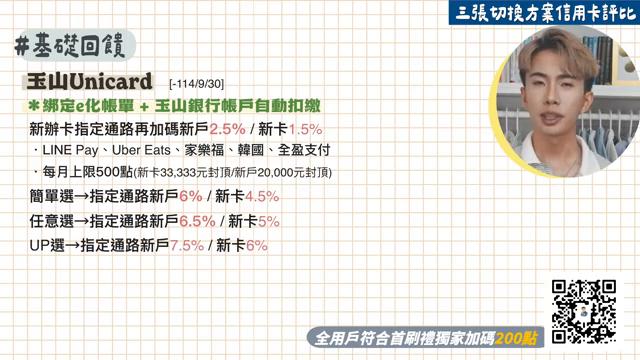 三張切換方案信用卡評比
#基礎回饋
玉山Unicard [-114/9/30]
＊綁定e化帳單 + 玉山銀行帳戶自動扣繳
新辦卡指定通路再加碼新戶2.5% / 新卡1.5%
・LINE Pay、Uber Eats、家樂福、韓國、全盈支付
・每月上限500點(新卡33,333元封頂/新戶20,000元封頂)
簡單選→指定通路新戶6% / 新卡4.5%
任意選→指定通路新戶6.5% / 新卡5%
UP選→指定通路新戶7.5% / 新卡6%
全用戶符合首刷禮獨家加碼200點